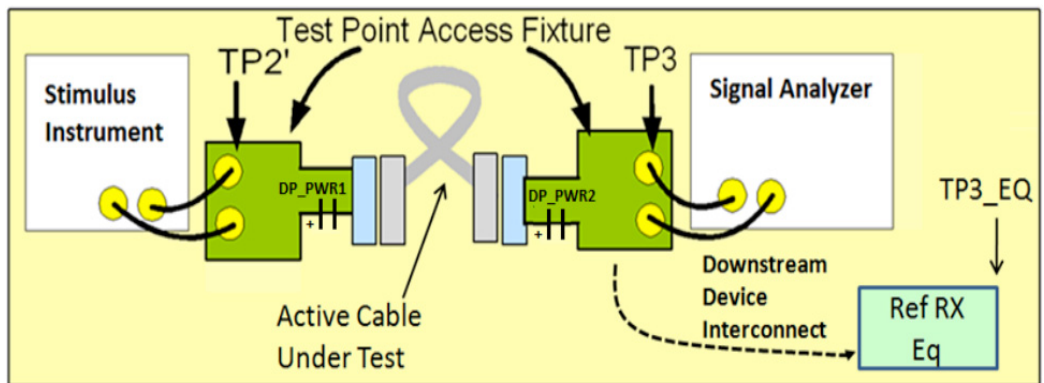 Test Point Access Fixture
TP2'
TP3
Stimulus
Instrument
Signal Analyzer
DP_PWR1
+
DP_PWR2
+
TP3_EQ
Downstream
Device
Interconnect
Active Cable
Under Test
Ref RX
Eq